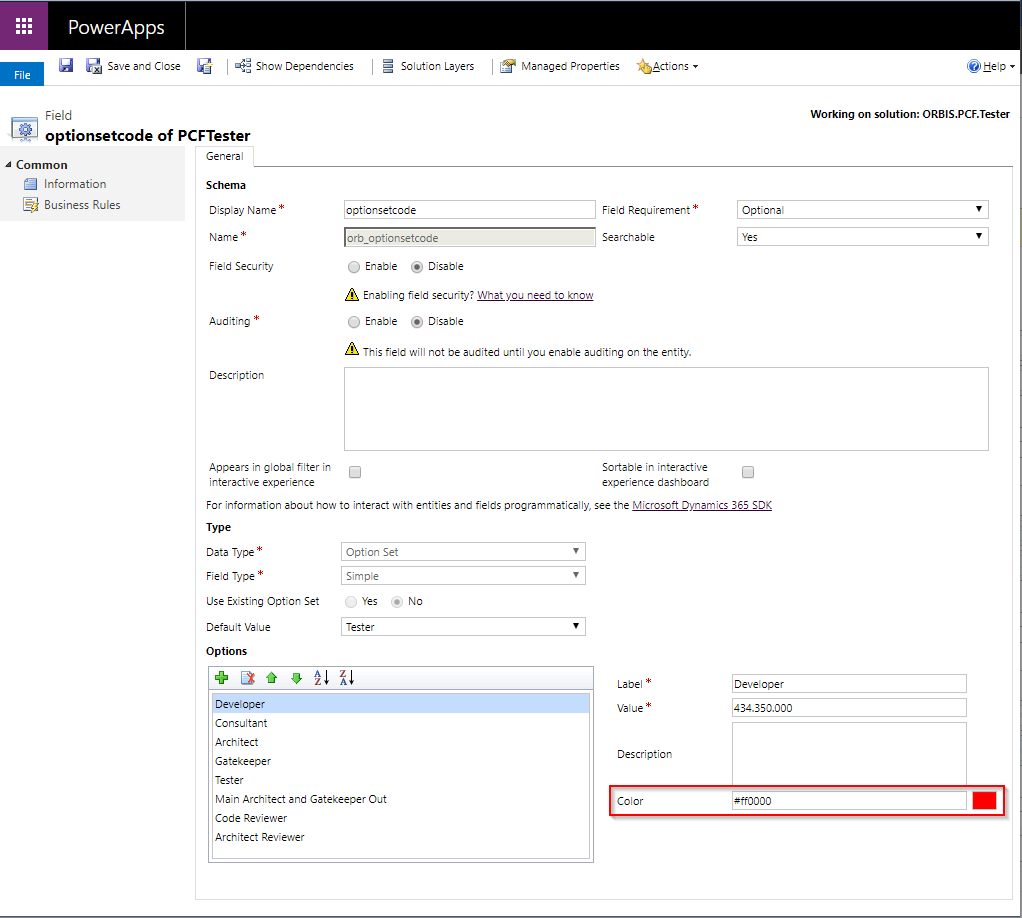 PowerApps
File
Save and Close
Show Dependencies
Solution Layers
Managed Properties
Actions
Help
Field
optionsetcode of PCFTester
Working on solution: ORBIS.PCF.Tester
Common
Information
Business Rules
General
Schema
Display Name* optionsetcode Field Requirement* Optional
Name* orb_optionsetcode Searchable Yes
Field Security Enable Disable
Enabling field security? What you need to know
Auditing* Enable Disable
This field will not be audited until you enable auditing on the entity.
Description
Appears in global filter in
interactive experience
Sortable in interactive
experience dashboard
For information about how to interact with entities and fields programmatically, see the Microsoft Dynamics 365 SDK
Type
Data Type* Option Set
Field Type* Simple
Use Existing Option Set Yes No
Default Value Tester
Options
A
Z
Z
A
Developer
Consultant
Architect
Gatekeeper
Tester
Main Architect and Gatekeeper Out
Code Reviewer
Architect Reviewer
Label* Developer
Value* 434.350.000
Description
Color #ff0000